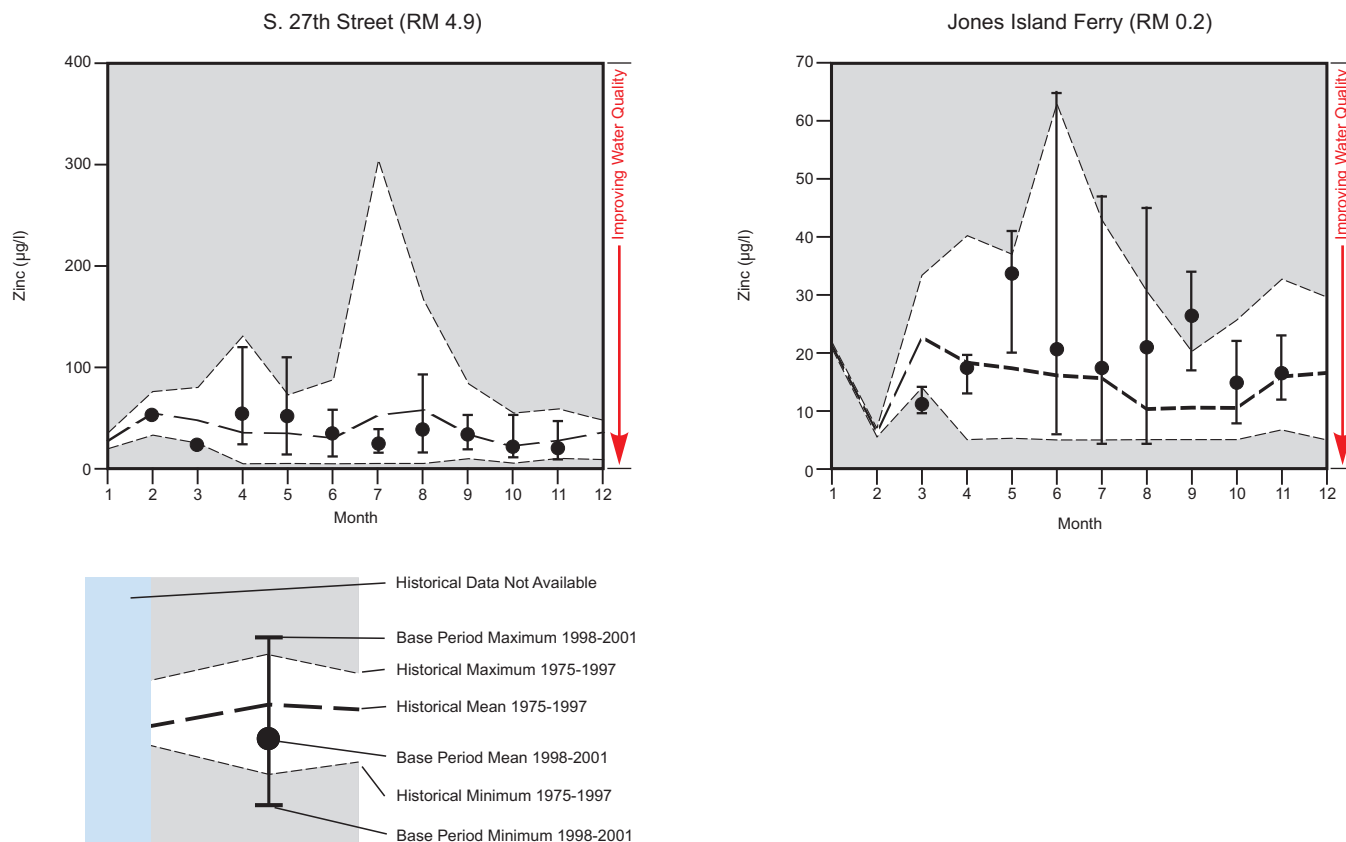 S. 27th Street (RM 4.9)
400
300
200
100
0
Zinc (µg/l)
1 2 3 4 5 6 7 8 9 10 11 12
Month
Improving Water Quality
Jones Island Ferry (RM 0.2)
70
60
50
40
30
20
10
0
Zinc (µg/l)
1 2 3 4 5 6 7 8 9 10 11 12
Month
Improving Water Quality
Historical Data Not Available
Base Period Maximum 1998-2001
Historical Maximum 1975-1997
Historical Mean 1975-1997
Base Period Mean 1998-2001
Historical Minimum 1975-1997
Base Period Minimum 1998-2001